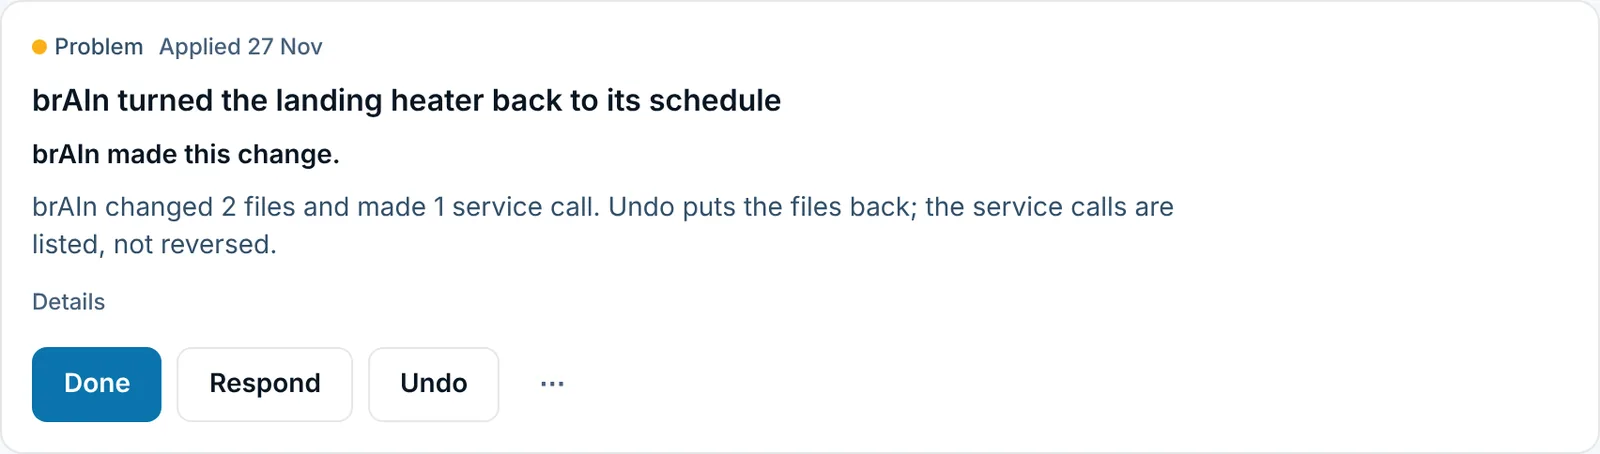 Problem Applied 27 Nov
brAIn turned the landing heater back to its schedule
brAIn made this change.
brAIn changed 2 files and made 1 service call. Undo puts the files back; the service calls are
listed, not reversed.
Details
Done Respond Undo ...